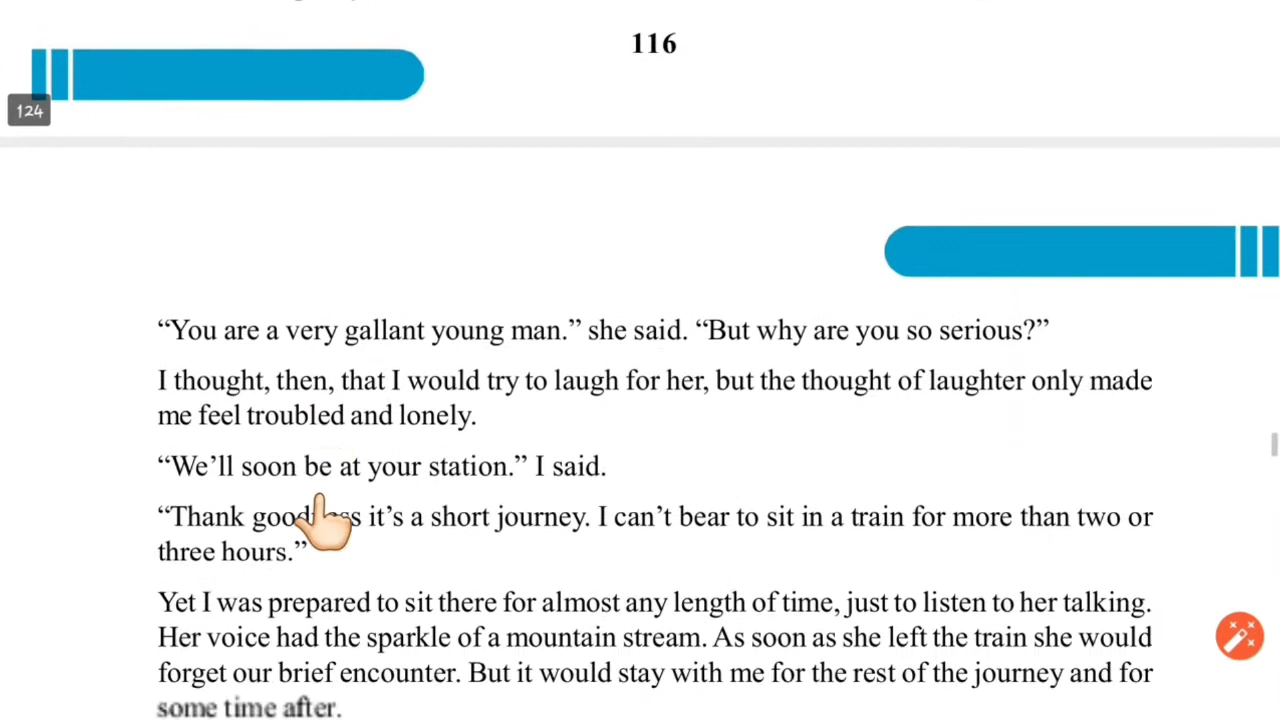 116
124
“You are a very gallant young man.” she said. “But why are you so serious?”
I thought, then, that I would try to laugh for her, but the thought of laughter only made
me feel troubled and lonely.
“We’ll soon be at your station.” I said.
“Thank goodness it’s a short journey. I can’t bear to sit in a train for more than two or
three hours.”
Yet I was prepared to sit there for almost any length of time, just to listen to her talking.
Her voice had the sparkle of a mountain stream. As soon as she left the train she would
forget our brief encounter. But it would stay with me for the rest of the journey and for
some time after.